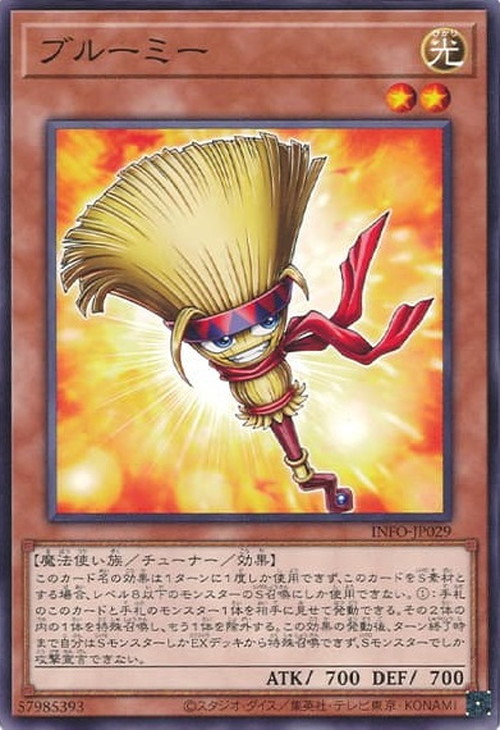 ブルーミー
光
INFO-JP029
【魔法使い族/チューナー/効果】
このカード名の効果は1ターンに1度しか使用できず、このカードをS素材と
する場合、レベル8以下のモンスターのS召喚にしか使用できない。①：手札
のこのカードと手札のモンスター1体を相手に見せて発動できる。その2体の
内の1体を特殊召喚し、もう1体を除外する。この効果の発動後、ターン終了時
まで自分はSモンスターしかEXデッキから特殊召喚できず、Sモンスターでしか
攻撃宣言できない。
ATK/ 700 DEF/ 700
57985393
©スタジオ・ダイス/集英社・テレビ東京・KONAMI